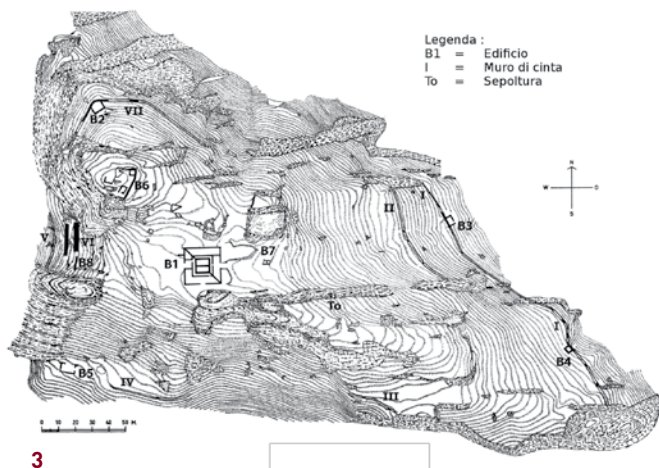 Legenda :
B1 = Edificio
I = Muro di cinta
To = Sepoltura
N
W O
S
B2 VII
B6
I
II
B3
V VI
B8
B7
B1
To
I
B4
B5
IV
III
0 10 20 30 40 50 M.
3